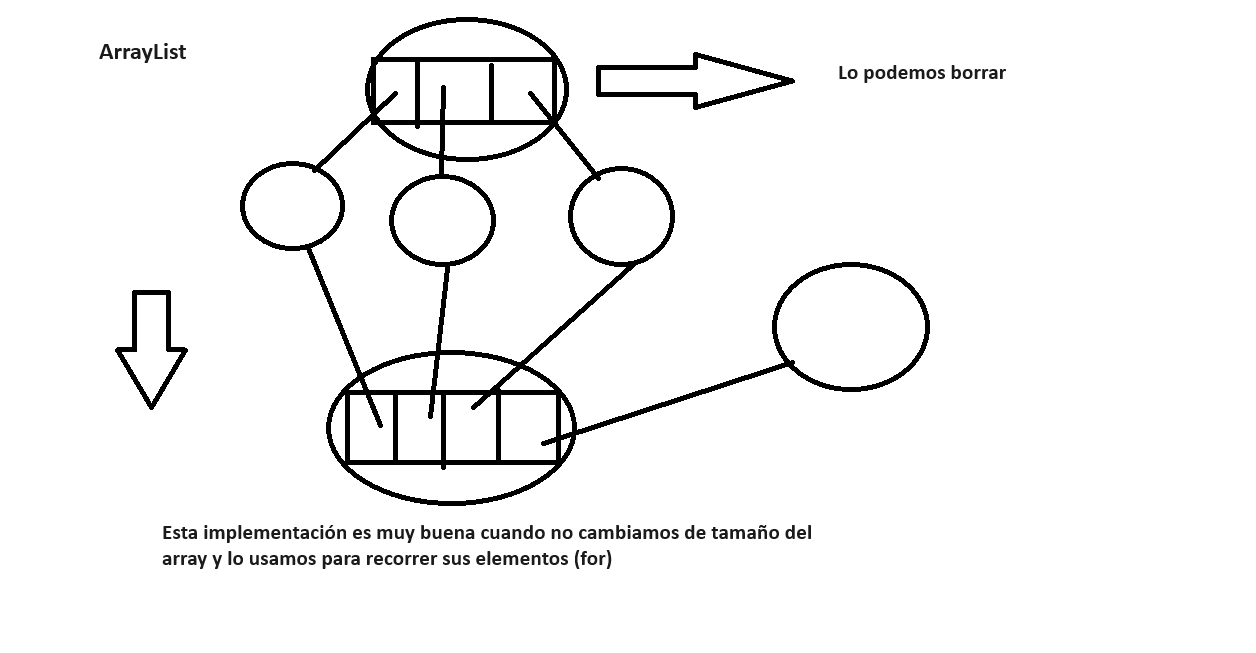 ArrayList
Lo podemos borrar
Esta implementación es muy buena cuando no cambiamos de tamaño del
array y lo usamos para recorrer sus elementos (for)